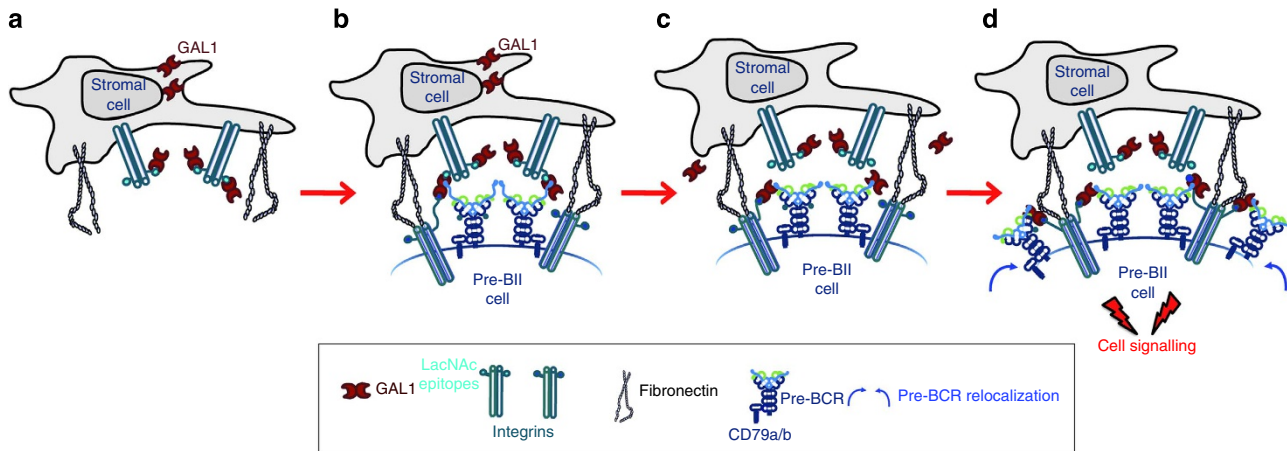 a
b
c
d
GAL1
Stromal
cell
GAL1
Stromal
cell
Pre-BII
cell
Stromal
cell
Pre-BII
cell
Stromal
cell
Pre-BII
cell
Cell signalling
GAL1
LacNAc
epitopes
Integrins
Fibronectin
Pre-BCR
CD79a/b
Pre-BCR relocalization